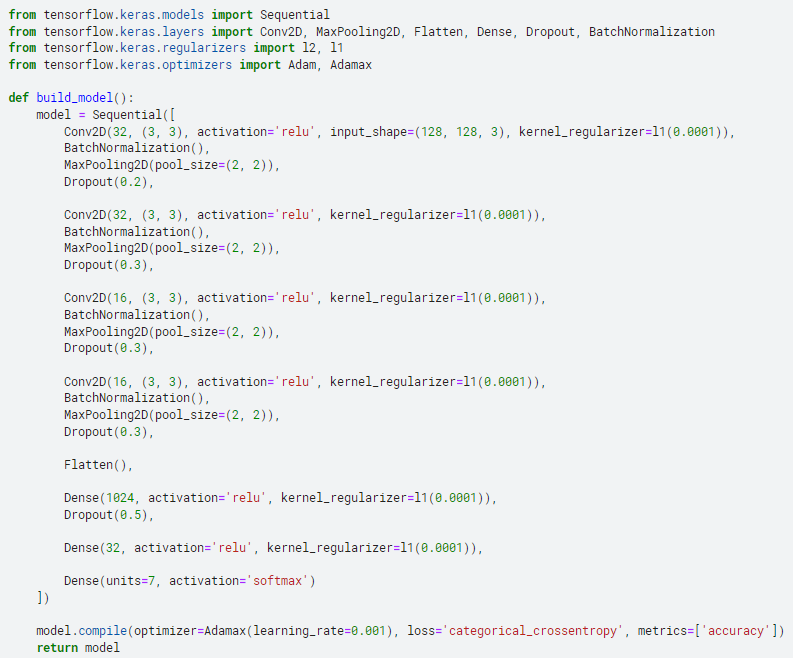 from tensorflow.keras.models import Sequential
from tensorflow.keras.layers import Conv2D, MaxPooling2D, Flatten, Dense, Dropout, BatchNormalization
from tensorflow.keras.regularizers import l2, l1
from tensorflow.keras.optimizers import Adam, Adamax

def build_model():
    model = Sequential([
        Conv2D(32, (3, 3), activation='relu', input_shape=(128, 128, 3), kernel_regularizer=l1(0.0001)),
        BatchNormalization(),
        MaxPooling2D(pool_size=(2, 2)),
        Dropout(0.2),

        Conv2D(32, (3, 3), activation='relu', kernel_regularizer=l1(0.0001)),
        BatchNormalization(),
        MaxPooling2D(pool_size=(2, 2)),
        Dropout(0.3),

        Conv2D(16, (3, 3), activation='relu', kernel_regularizer=l1(0.0001)),
        BatchNormalization(),
        MaxPooling2D(pool_size=(2, 2)),
        Dropout(0.3),

        Conv2D(16, (3, 3), activation='relu', kernel_regularizer=l1(0.0001)),
        BatchNormalization(),
        MaxPooling2D(pool_size=(2, 2)),
        Dropout(0.3),

        Flatten(),

        Dense(1024, activation='relu', kernel_regularizer=l1(0.0001)),
        Dropout(0.5),

        Dense(32, activation='relu', kernel_regularizer=l1(0.0001)),

        Dense(units=7, activation='softmax')
    ])

    model.compile(optimizer=Adamax(learning_rate=0.001), loss='categorical_crossentropy', metrics=['accuracy'])
    return model